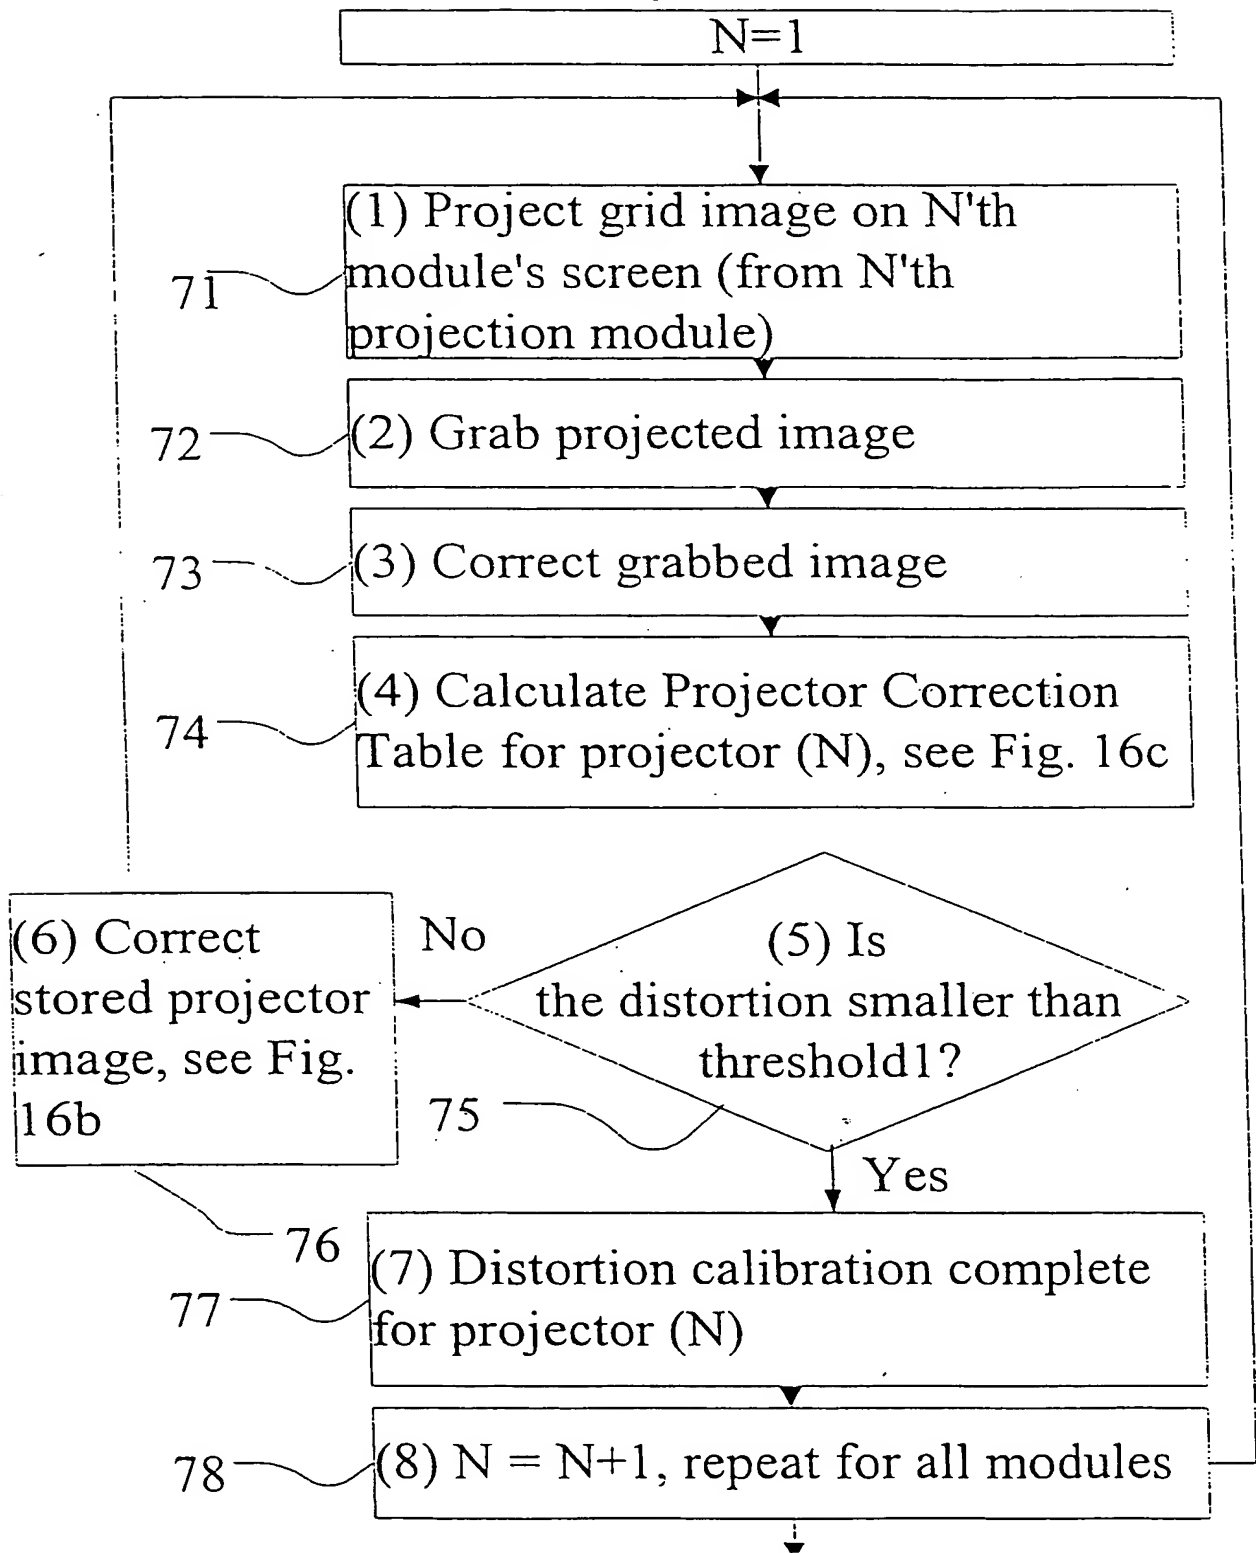 N=1
(1) Project grid image on N'th
module's screen (from N'th
projection module)
71
(2) Grab projected image
72
(3) Correct grabbed image
73
(4) Calculate Projector Correction
Table for projector (N), see Fig. 16c
74
(5) Is
the distortion smaller than
threshold1?
75
No
(6) Correct
stored projector
image, see Fig.
16b
76
Yes
(7) Distortion calibration complete
for projector (N)
77
(8) N = N+1, repeat for all modules
78